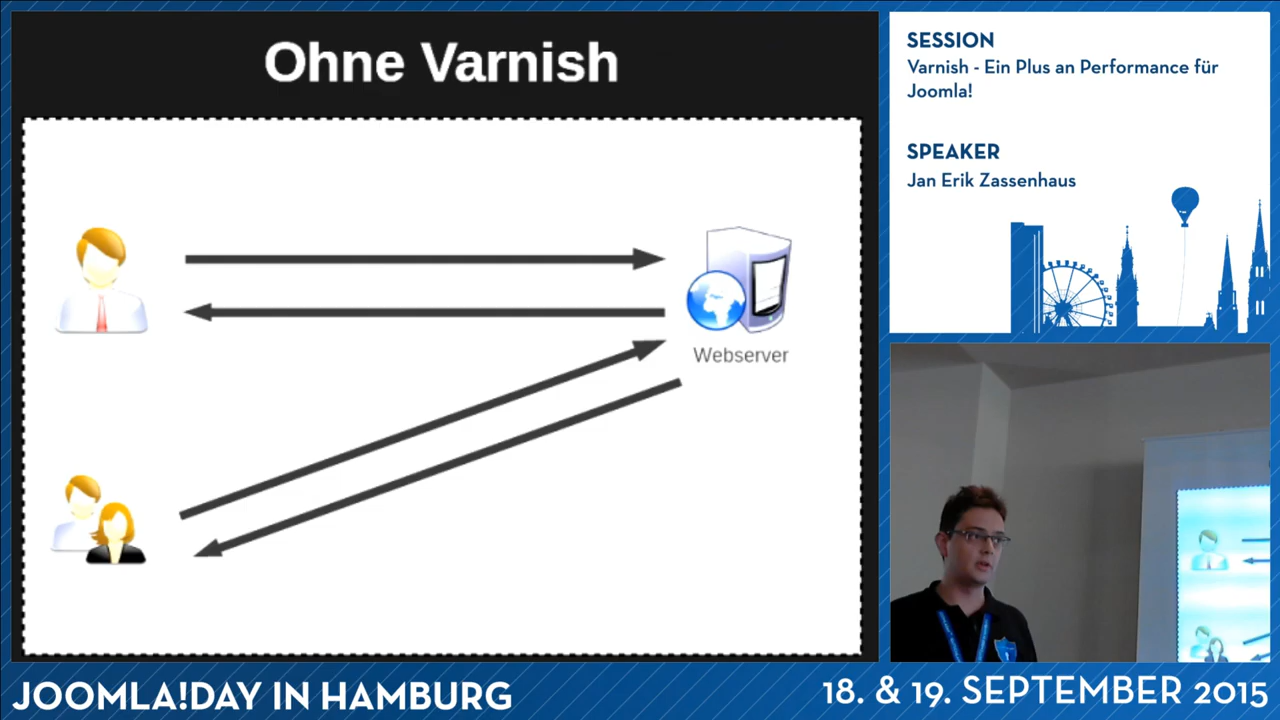 Ohne Varnish
Webserver
SESSION
Varnish - Ein Plus an Performance für
Joomla!
SPEAKER
Jan Erik Zassenhaus
JOOMLA!DAY IN HAMBURG
18. & 19. SEPTEMBER 2015